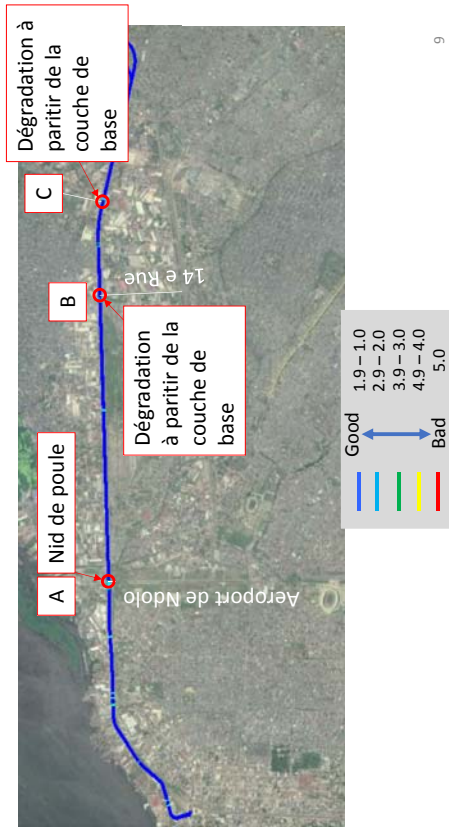 A
Nid de poule
B
Dégradation
à paritir de la
couche de
base
C
Dégradation à
paritir de la
couche de
base
Aeroport de Ndolo
14 e Rue
Good
1.9 – 1.0
2.9 – 2.0
3.9 – 3.0
4.9 – 4.0
Bad
5.0
9